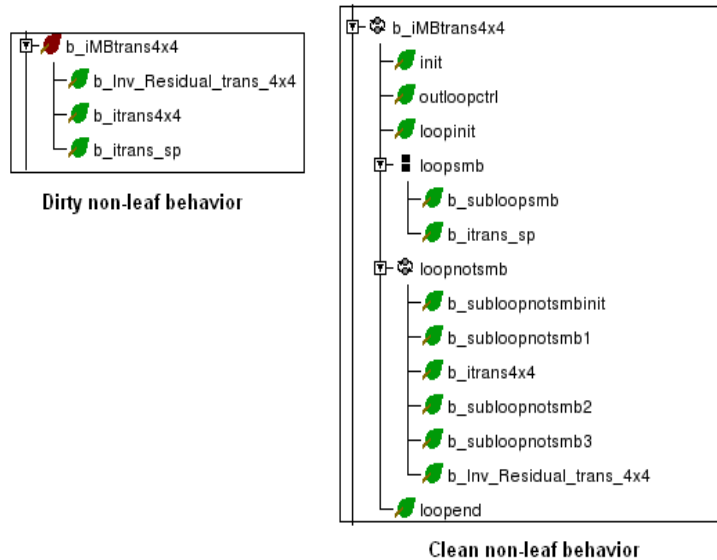 b_iMBtrans4x4
b_Inv_Residual_trans_4x4
b_itrans4x4
b_itrans_sp
Dirty non-leaf behavior
b_iMBtrans4x4
init
outloopctrl
loopinit
loopsmb
b_subloopsmb
b_itrans_sp
loopnotsmb
b_subloopnotsmbinit
b_subloopnotsmb1
b_itrans4x4
b_subloopnotsmb2
b_subloopnotsmb3
b_Inv_Residual_trans_4x4
loopend
Clean non-leaf behavior